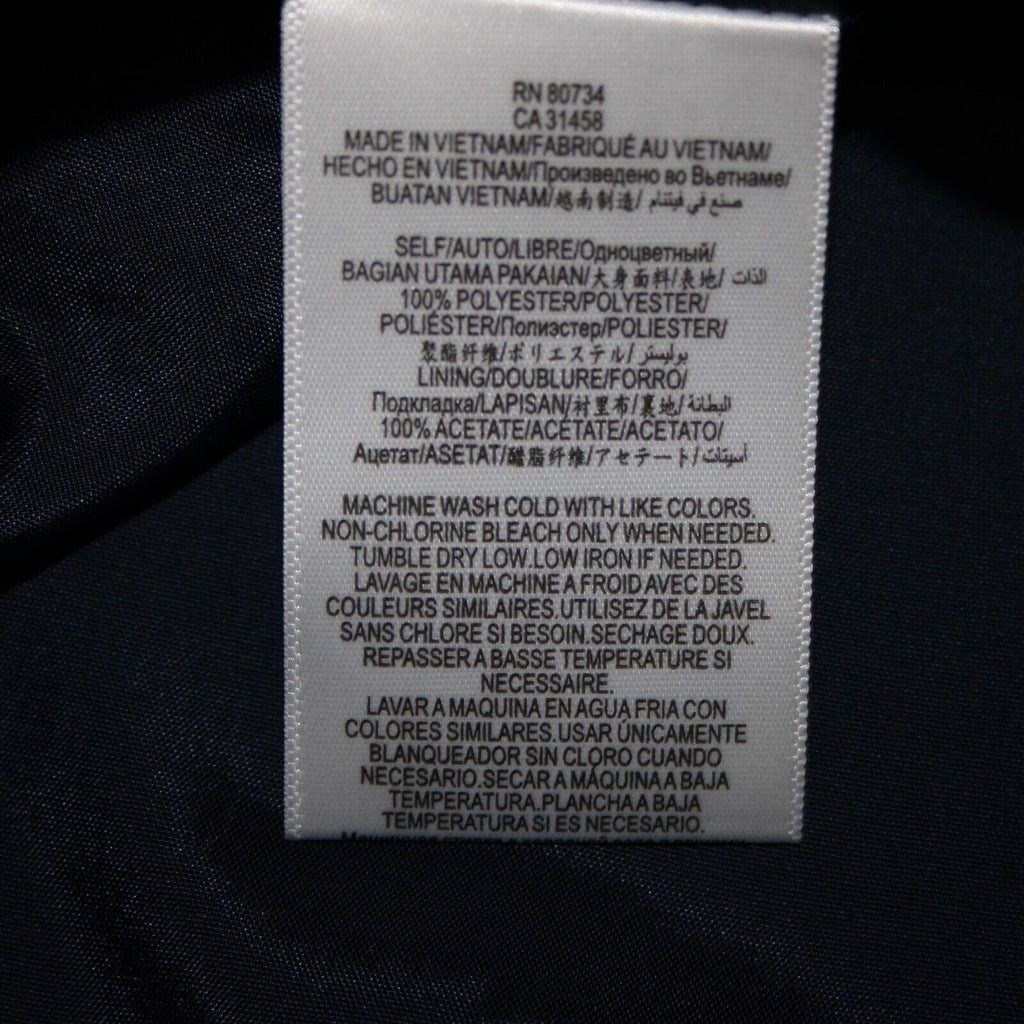 RN 80734
CA 31458
MADE IN VIETNAM/FABRIQUÉ AU VIETNAM/
HECHO EN VIETNAM/Произведено во Вьетнаме/
BUATAN VIETNAM/越南制造/ صنع في فيتنام
SELF/AUTO/LIBRE/Одноцветный/
BAGIAN UTAMA PAKAIAN/大身面料/表地/ الذات
100% POLYESTER/POLYESTER/
POLIÉSTER/Полиэстер/POLIESTER/
聚酯纤维/ポリエステル/ بوليستر
LINING/DOUBLURE/FORRO/
Подкладка/LAPISAN/衬里布/裏地/ البطانة
100% ACETATE/ACÉTATE/ACETATO/
Ацетат/ASETAT/醋脂纤维/アセテート/ أسيتات
MACHINE WASH COLD WITH LIKE COLORS.
NON-CHLORINE BLEACH ONLY WHEN NEEDED.
TUMBLE DRY LOW.LOW IRON IF NEEDED.
LAVAGE EN MACHINE A FROID AVEC DES
COULEURS SIMILAIRES.UTILISEZ DE LA JAVEL
SANS CHLORE SI BESOIN.SECHAGE DOUX.
REPASSER A BASSE TEMPERATURE SI
NECESSAIRE.
LAVAR A MAQUINA EN AGUA FRIA CON
COLORES SIMILARES.USAR ÚNICAMENTE
BLANQUEADOR SIN CLORO CUANDO
NECESARIO.SECAR A MÁQUINA A BAJA
TEMPERATURA.PLANCHA A BAJA
TEMPERATURA SI ES NECESARIO.